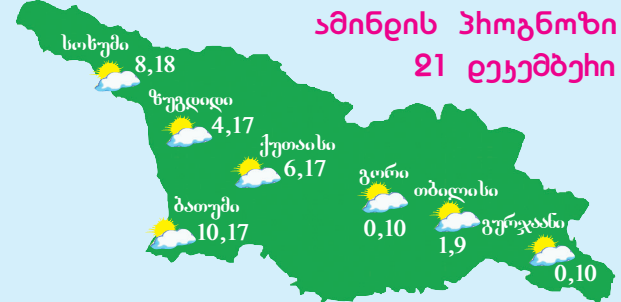 ამინდის პროგნოზი
21 დეკემბერი
სოხუმი
8,18
ზუგდიდი
4,17
ქუთაისი
6,17
გორი
0,10
თბილისი
1,9
ბათუმი
10,17
გურჯაანი
0,10